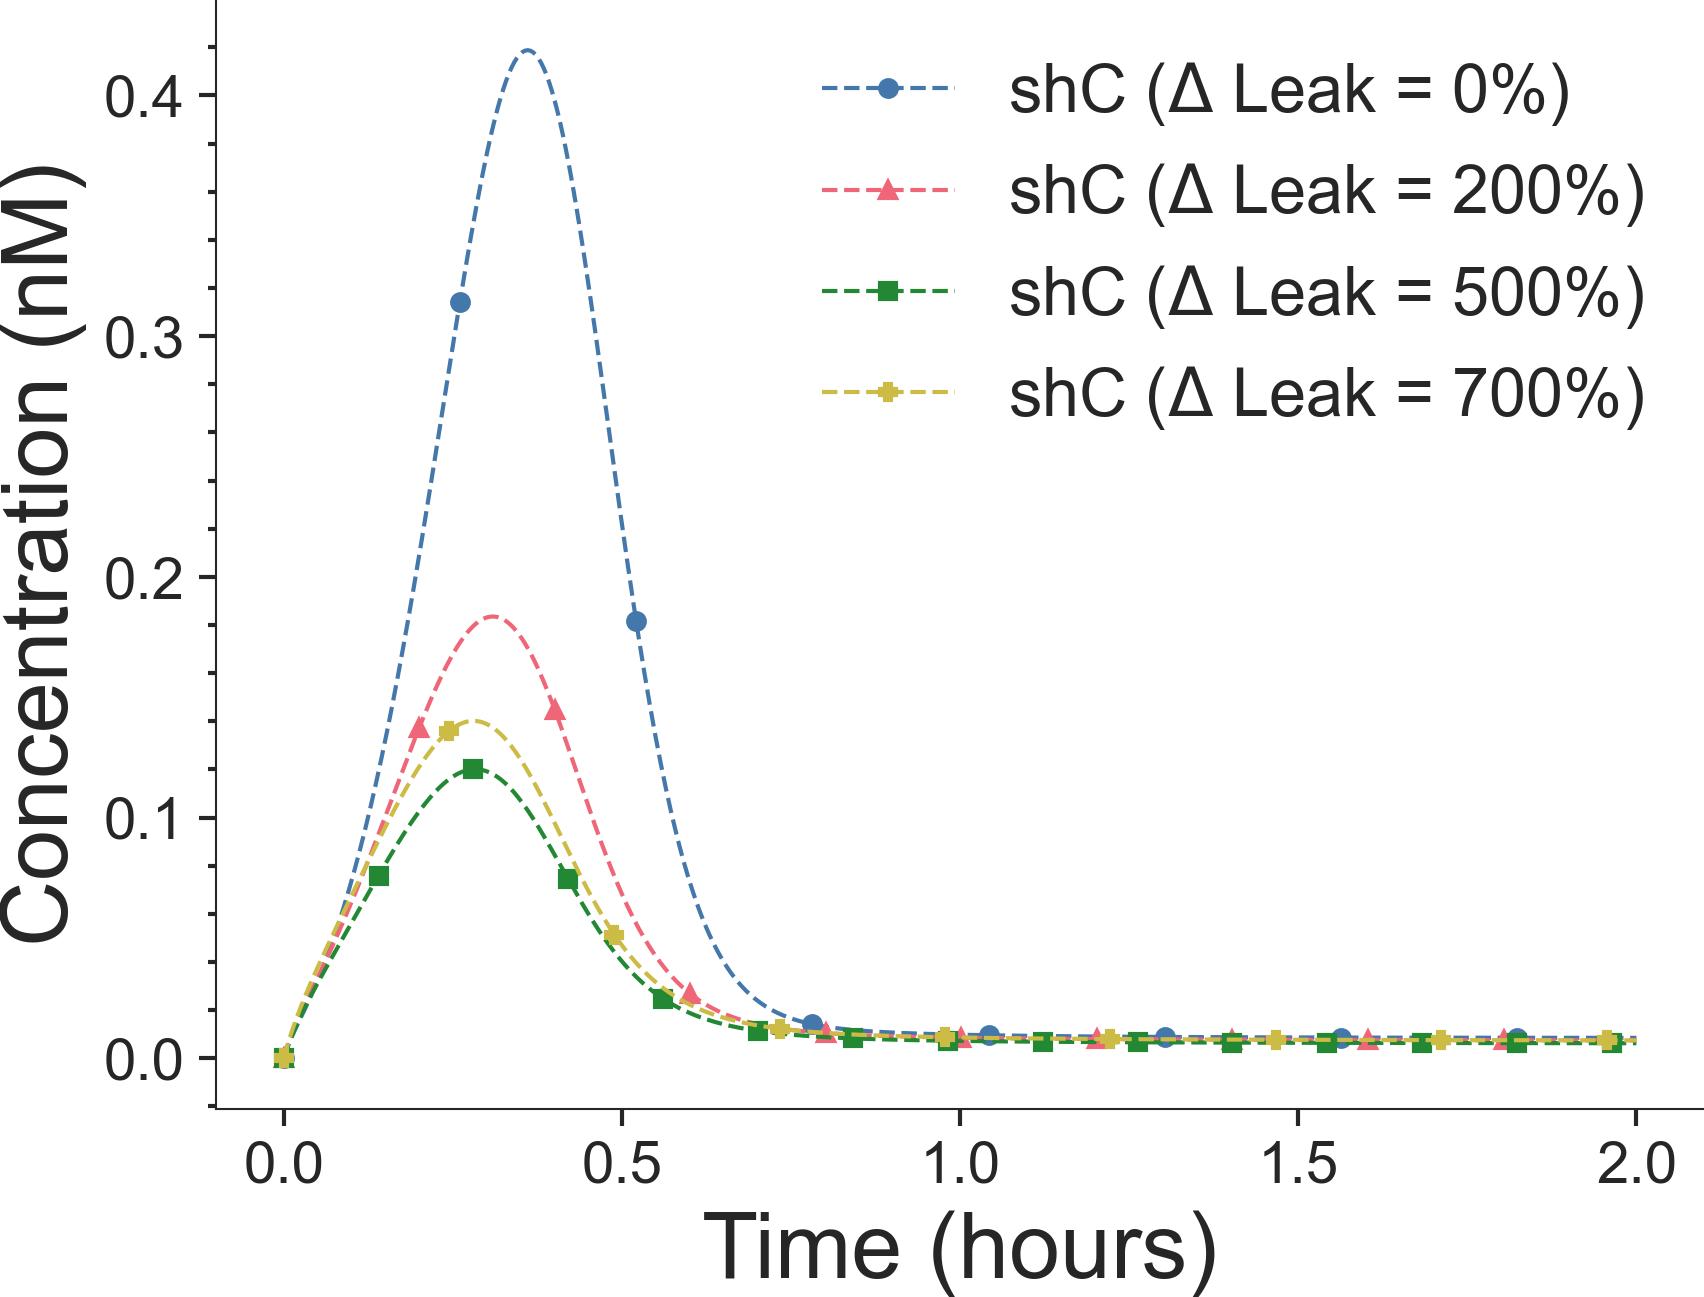 Concentration (nM)
0.4
0.3
0.2
0.1
0.0
shC (Δ Leak = 0%)
shC (Δ Leak = 200%)
shC (Δ Leak = 500%)
shC (Δ Leak = 700%)
0.0 0.5 1.0 1.5 2.0
Time (hours)